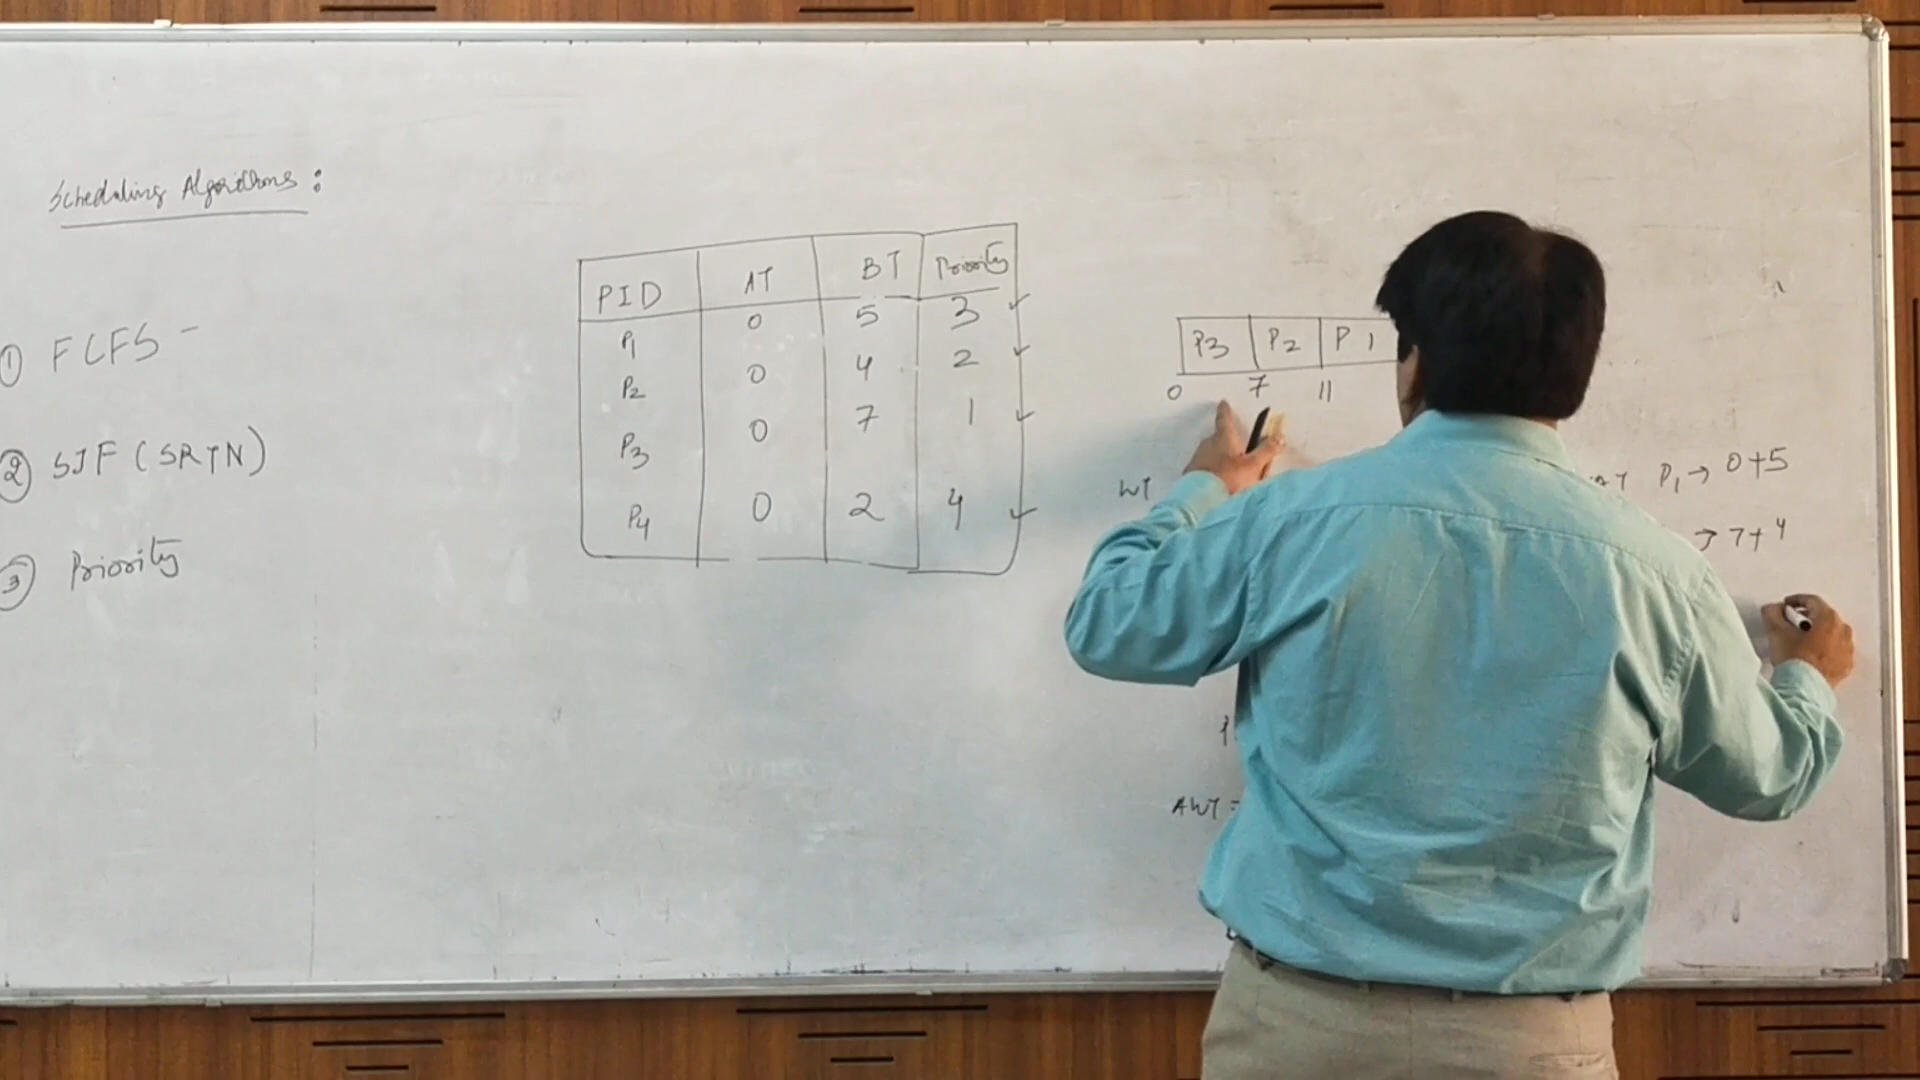 Scheduling Algorithms :
① FCFS -
② SJF (SRTN)
③ Priority
PID AT BT Priority
P1 0 5 3
P2 0 4 2
P3 0 7 1
P4 0 2 4
P3 P2 P1
0 7 11
WT
P1 → 0+5
→ 7+4
AWT =